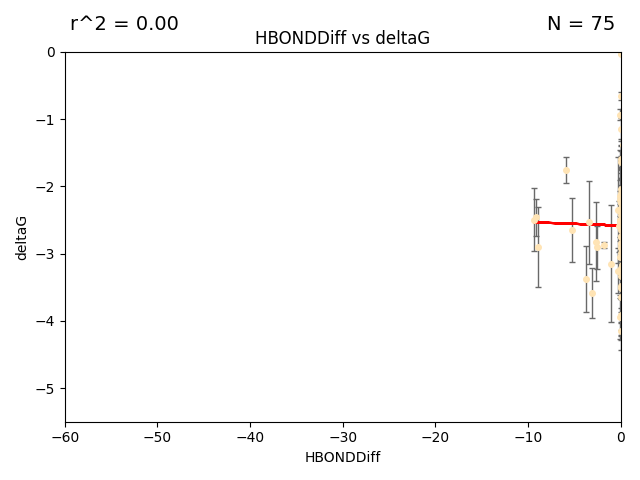 r^2 = 0.00
N = 75
HBONDDiff vs deltaG
0
−1
−2
−3
−4
−5
deltaG
−60 −50 −40 −30 −20 −10 0
HBONDDiff